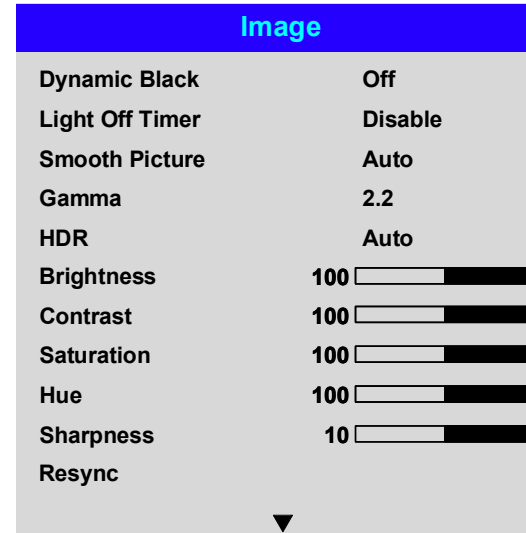 Image
Dynamic Black Off
Light Off Timer Disable
Smooth Picture Auto
Gamma 2.2
HDR Auto
Brightness 100
Contrast 100
Saturation 100
Hue 100
Sharpness 10
Resync